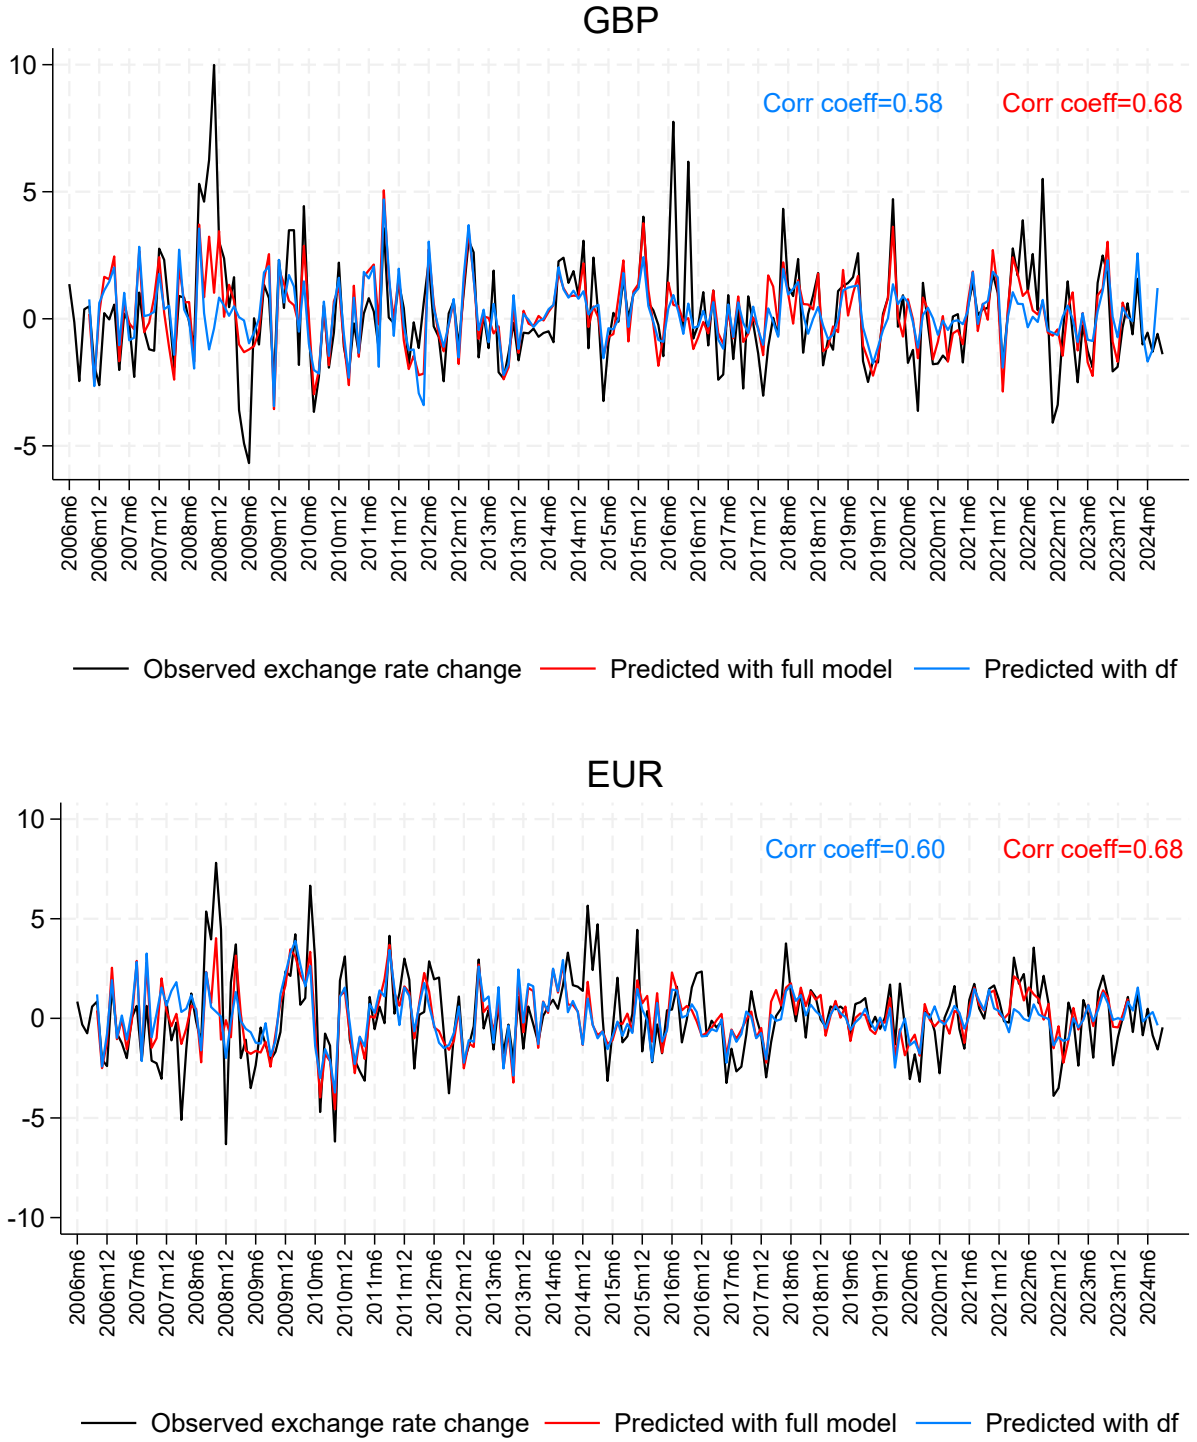 GBP
10
5
0
-5
Corr coeff=0.58
Corr coeff=0.68
2006m6
2006m12
2007m6
2007m12
2008m6
2008m12
2009m6
2009m12
2010m6
2010m12
2011m6
2011m12
2012m6
2012m12
2013m6
2013m12
2014m6
2014m12
2015m6
2015m12
2016m6
2016m12
2017m6
2017m12
2018m6
2018m12
2019m6
2019m12
2020m6
2020m12
2021m6
2021m12
2022m6
2022m12
2023m6
2023m12
2024m6
Observed exchange rate change
Predicted with full model
Predicted with df
EUR
10
5
0
-5
-10
Corr coeff=0.60
Corr coeff=0.68
2006m6
2006m12
2007m6
2007m12
2008m6
2008m12
2009m6
2009m12
2010m6
2010m12
2011m6
2011m12
2012m6
2012m12
2013m6
2013m12
2014m6
2014m12
2015m6
2015m12
2016m6
2016m12
2017m6
2017m12
2018m6
2018m12
2019m6
2019m12
2020m6
2020m12
2021m6
2021m12
2022m6
2022m12
2023m6
2023m12
2024m6
Observed exchange rate change
Predicted with full model
Predicted with df